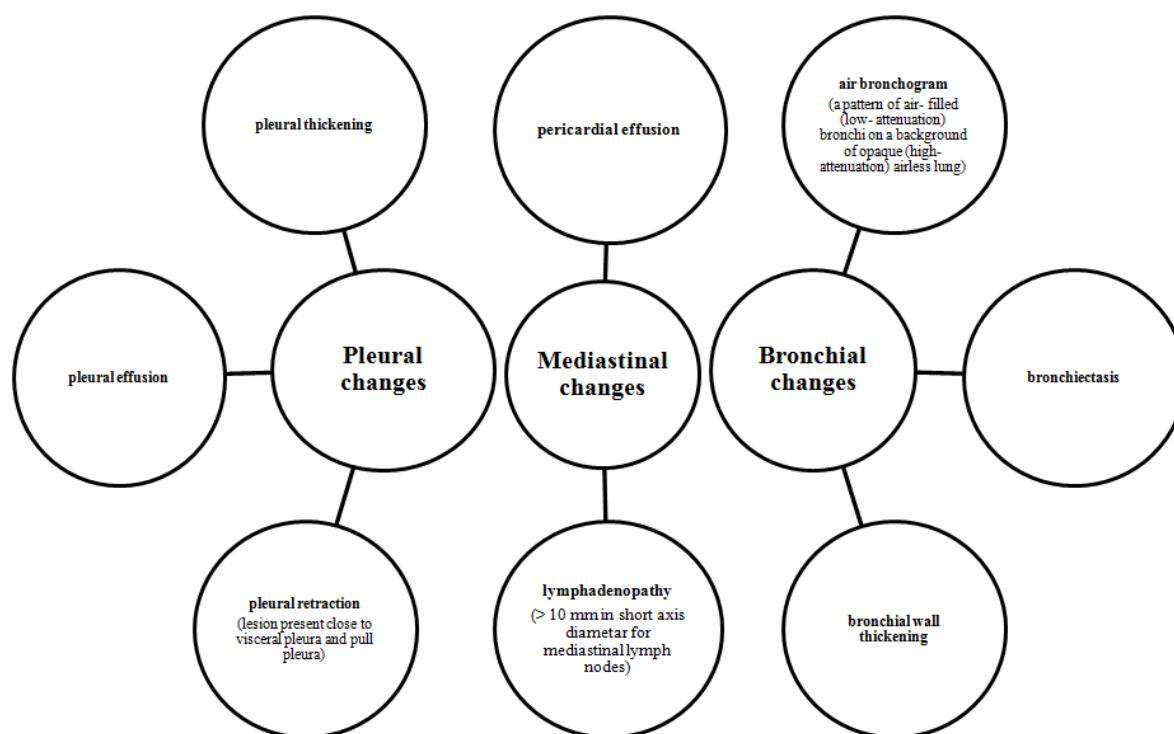 pleural thickening
pericardial effusion
air bronchogram
(a pattern of air- filled
(low- attenuation)
bronchi on a background
of opaque (high-
attenuation) airless lung)
pleural effusion
Pleural
changes
Mediastinal
changes
Bronchial
changes
bronchiectasis
pleural retraction
(lesion present close to
visceral pleura and pull
pleura)
lymphadenopathy
(> 10 mm in short axis
diametar for
mediastinal lymph
nodes)
bronchial wall
thickening